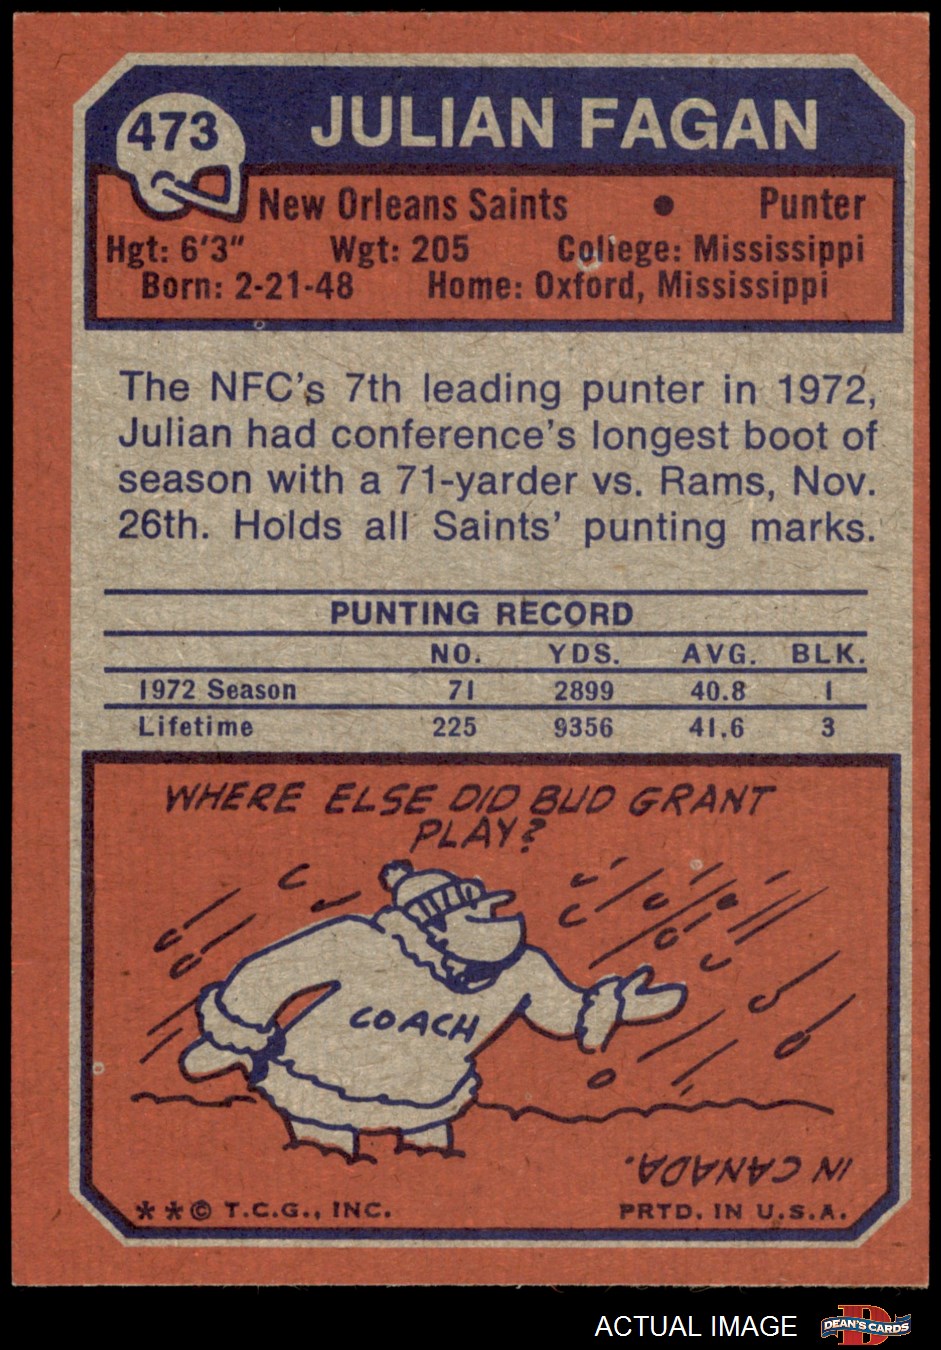 473
JULIAN FAGAN
New Orleans Saints • Punter
Hgt: 6'3" Wgt: 205 College: Mississippi
Born: 2-21-48 Home: Oxford, Mississippi
The NFC's 7th leading punter in 1972,
Julian had conference's longest boot of
season with a 71-yarder vs. Rams, Nov.
26th. Holds all Saints' punting marks.
PUNTING RECORD
NO. YDS. AVG. BLK.
1972 Season 71 2899 40.8 1
Lifetime 225 9356 41.6 3
WHERE ELSE DID BUD GRANT
PLAY?
COACH
IN CANADA.
**© T.C.G., INC. PRTD. IN U.S.A.
ACTUAL IMAGE
D
DEAN'S CARDS